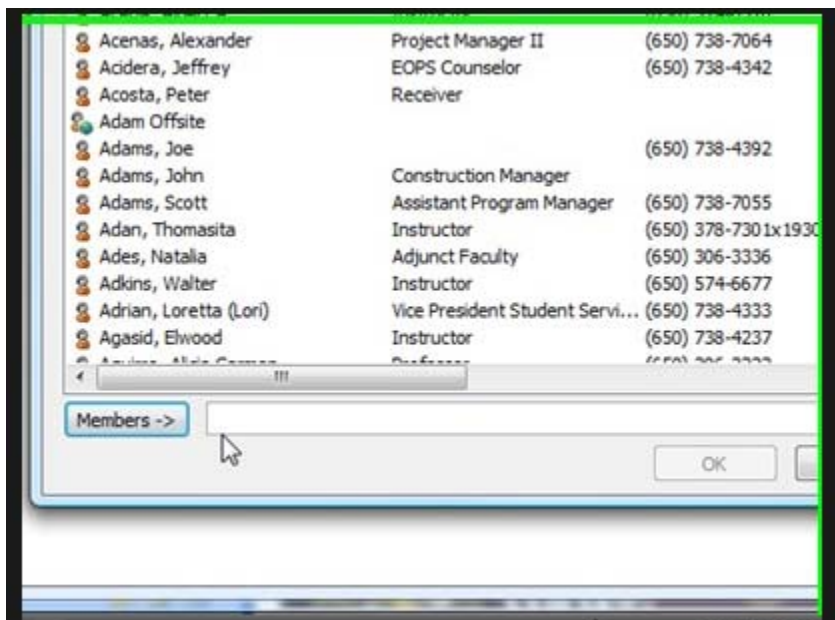 Acenas, Alexander Project Manager II (650) 738-7064
Acidera, Jeffrey EOPS Counselor (650) 738-4342
Acosta, Peter Receiver
Adam Offsite
Adams, Joe (650) 738-4392
Adams, John Construction Manager
Adams, Scott Assistant Program Manager (650) 738-7055
Adan, Thomasita Instructor (650) 378-7301x1930
Ades, Natalia Adjunct Faculty (650) 306-3336
Adkins, Walter Instructor (650) 574-6677
Adrian, Loretta (Lori) Vice President Student Servi... (650) 738-4333
Agasid, Elwood Instructor (650) 738-4237
Members ->
OK